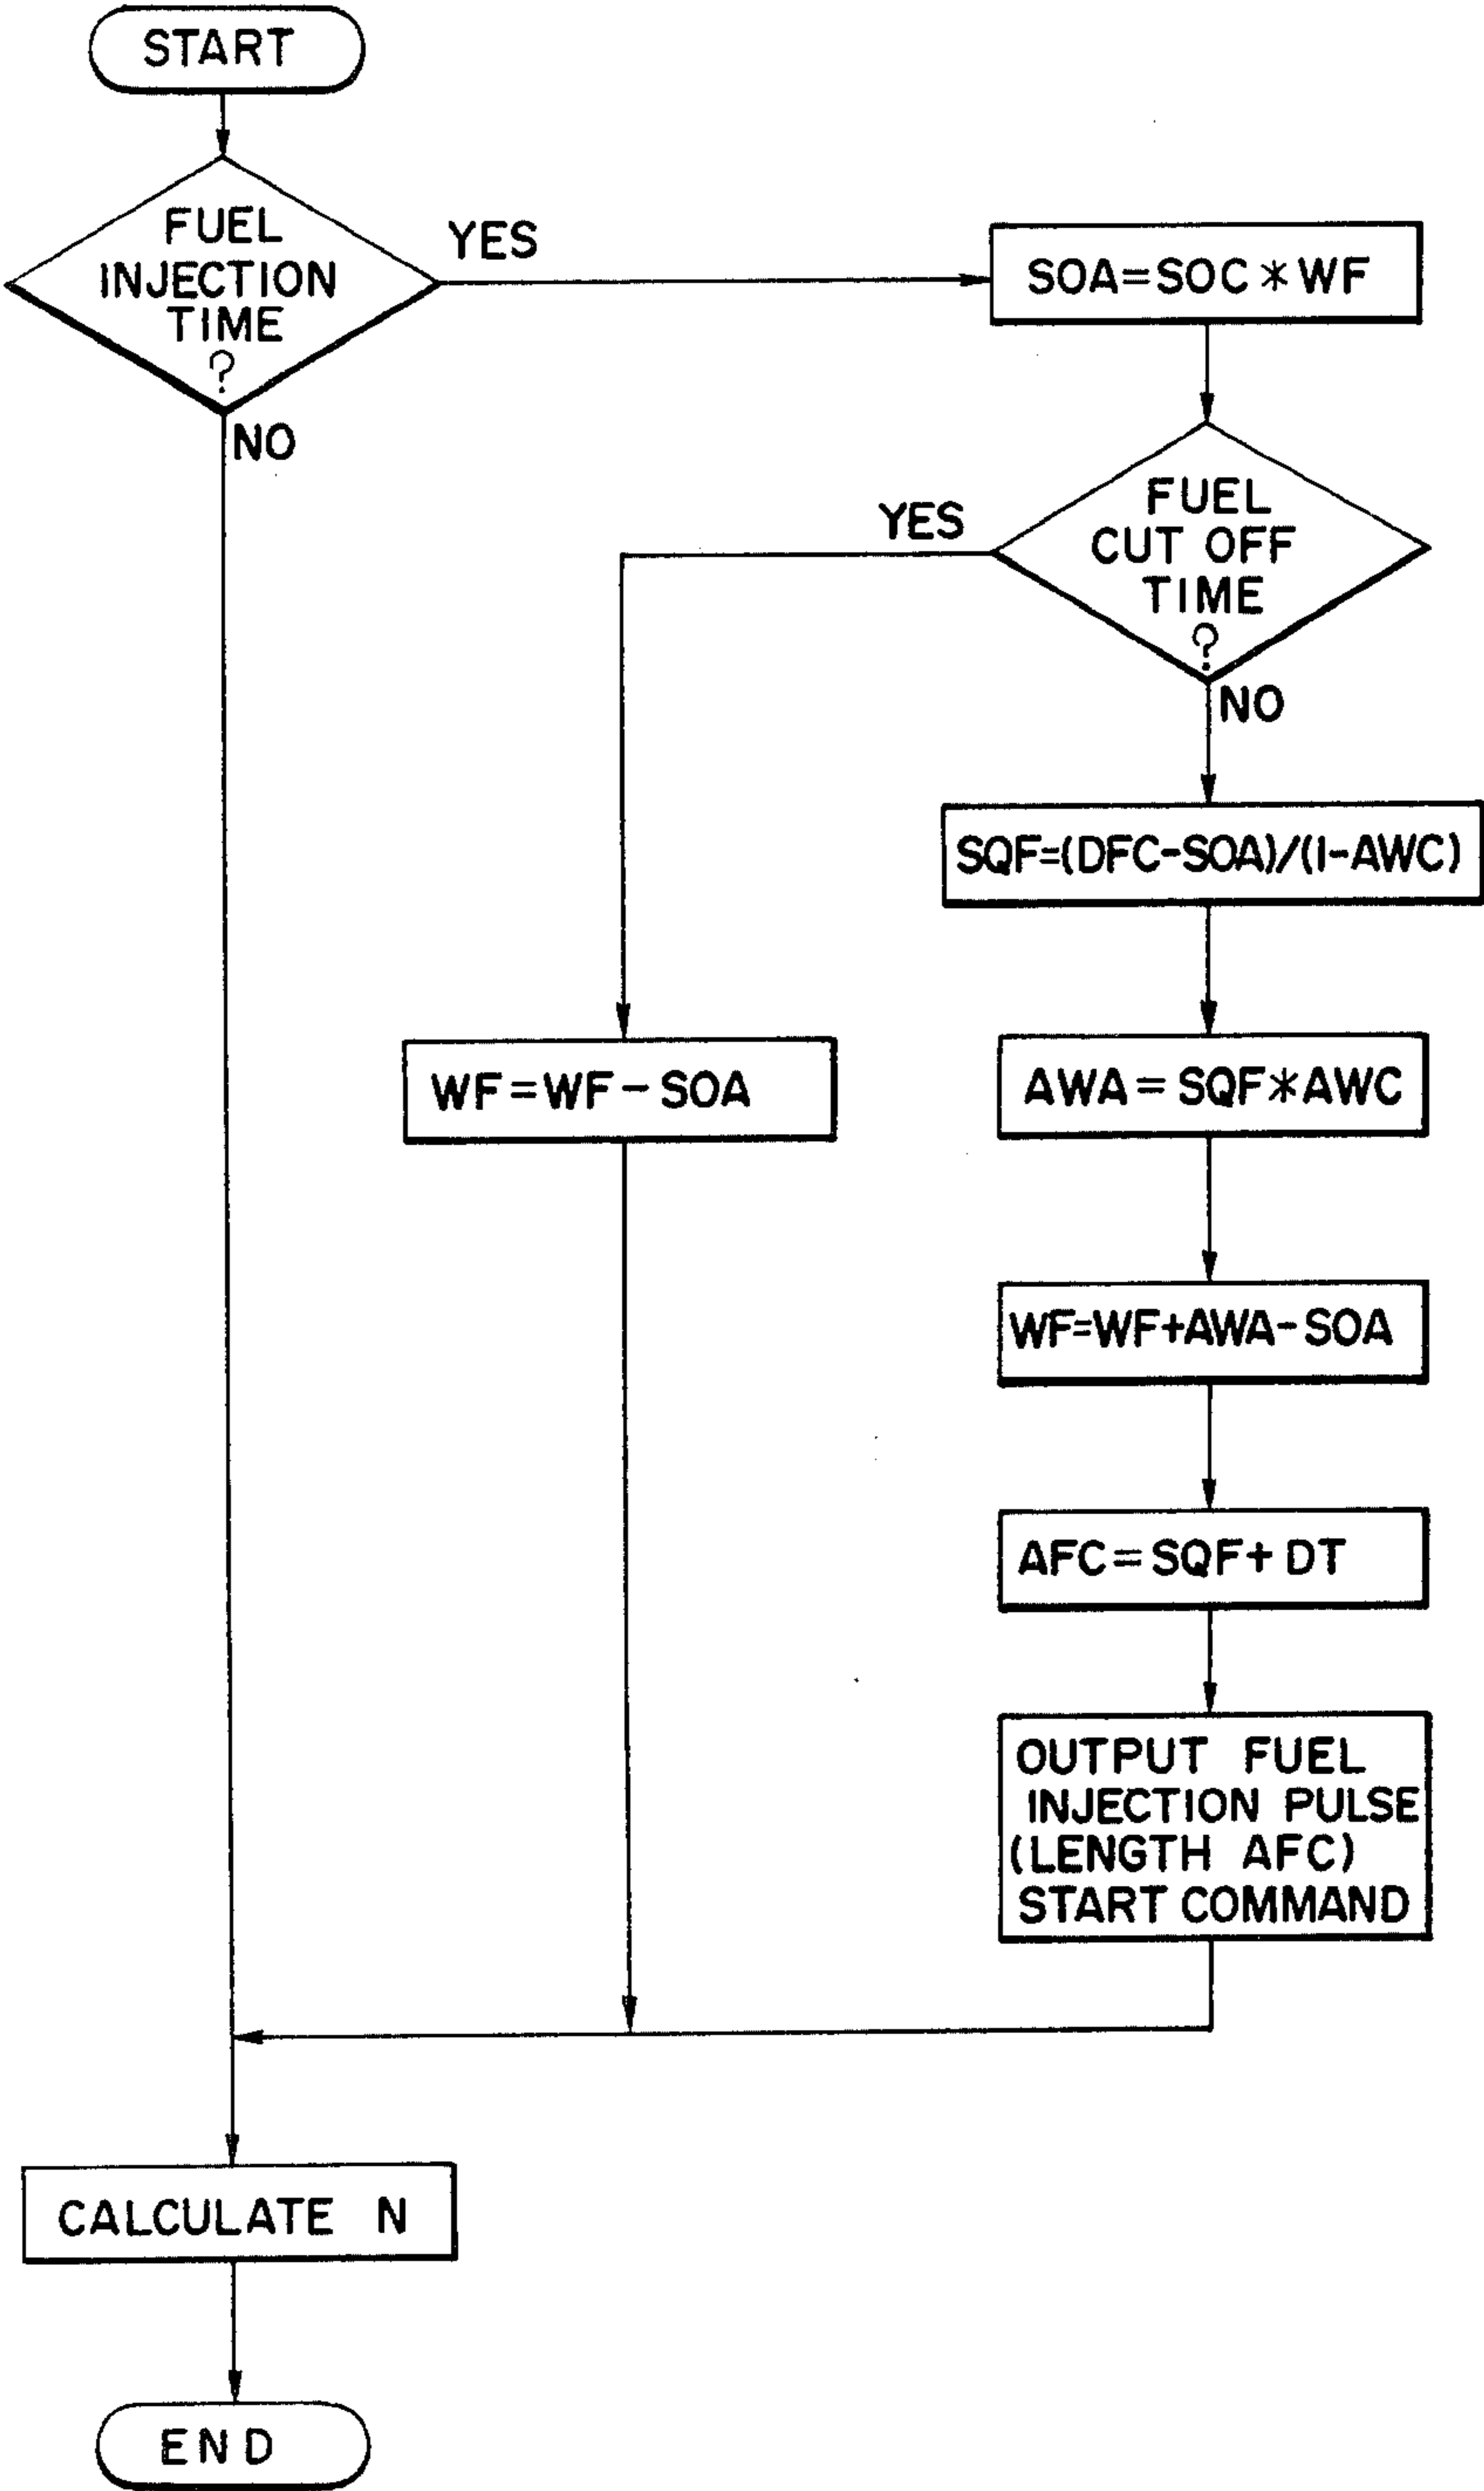 START
FUEL
INJECTION
TIME
?
YES
NO
SOA=SOC*WF
FUEL
CUT OFF
TIME
?
YES
NO
SQF=(DFC-SOA)/(1-AWC)
WF=WF-SOA
AWA=SQF*AWC
WF=WF+AWA-SOA
AFC=SQF+DT
OUTPUT FUEL
INJECTION PULSE
(LENGTH AFC)
START COMMAND
CALCULATE N
END